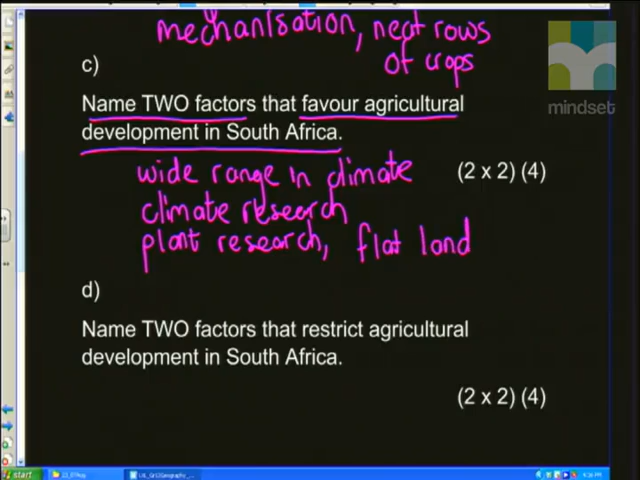 mechanisation, neat rows
of crops
mindset
c)
Name TWO factors that favour agricultural
development in South Africa.
wide range in climate
(2 x 2) (4)
climate research
plant research, flat land
d)
Name TWO factors that restrict agricultural
development in South Africa.
(2 x 2) (4)
start